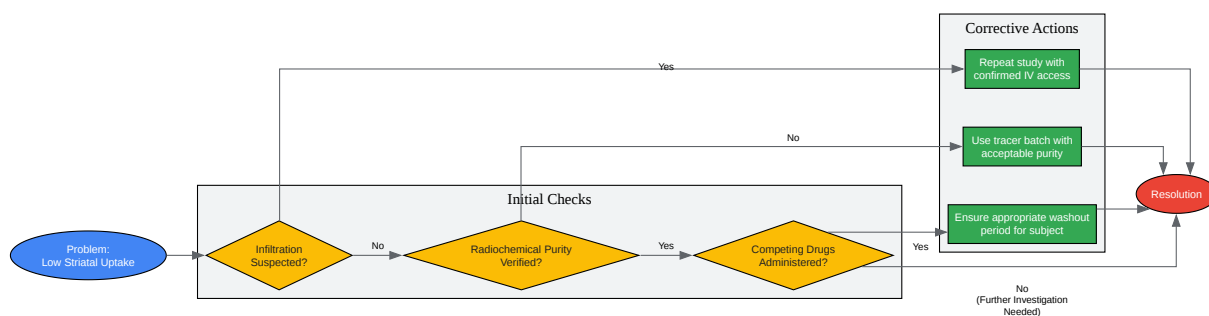 Corrective Actions
Repeat study with
confirmed IV access
Yes
No
Use tracer batch with
acceptable purity
Initial Checks
Resolution
Ensure appropriate washout
period for subject
Problem:
Low Striatal Uptake
Infiltration
Suspected?
No
Radiochemical Purity
Verified?
Yes
Competing Drugs
Administered?
Yes
No
(Further Investigation
Needed)